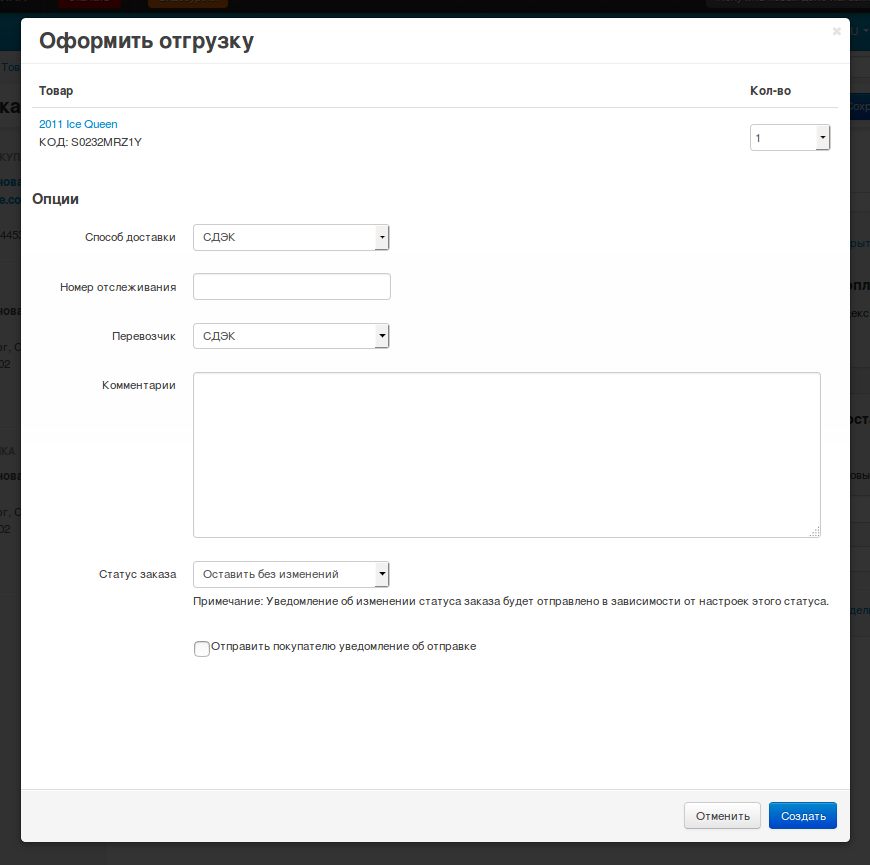 Оформить отгрузку
Товар Кол-во
2011 Ice Queen
КОД: S0232MRZ1Y
1
Опции
Способ доставки СДЭК
Номер отслеживания
Перевозчик СДЭК
Комментарии
Статус заказа Оставить без изменений
Примечание: Уведомление об изменении статуса заказа будет отправлено в зависимости от настроек этого статуса.
Отправить покупателю уведомление об отправке
Отменить Создать